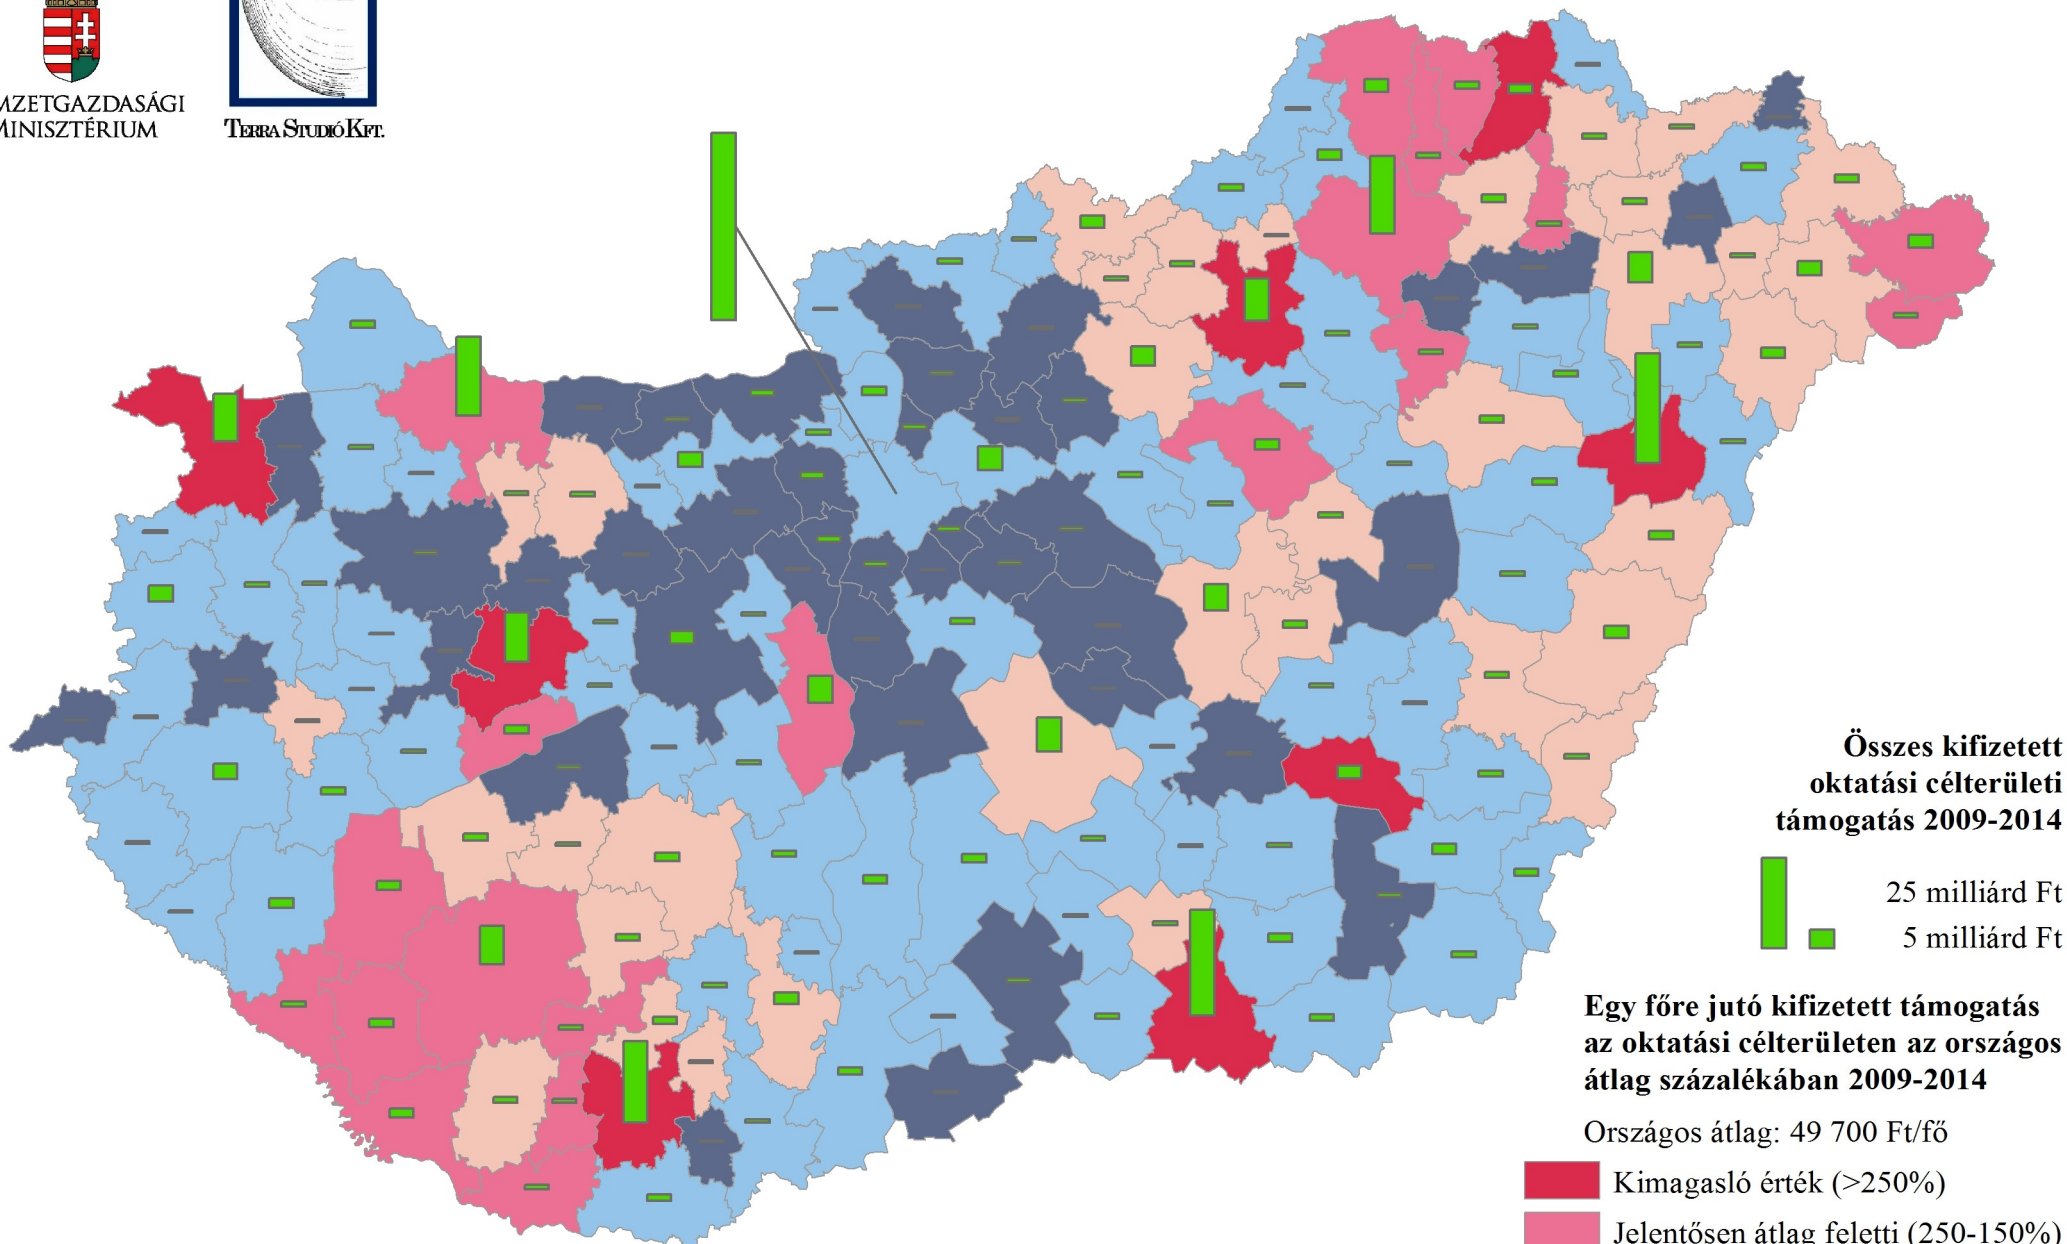 MZETGAZDASÁGI
MINISZTÉRIUM
TERRA STUDIÓ KFT.
Összes kifizetett
oktatási célterületi
támogatás 2009-2014
25 milliárd Ft
5 milliárd Ft
Egy főre jutó kifizetett támogatás
az oktatási célterületen az országos
átlag százalékában 2009-2014
Országos átlag: 49 700 Ft/fő
Kimagasló érték (>250%)
Jelentősen átlag feletti (250-150%)